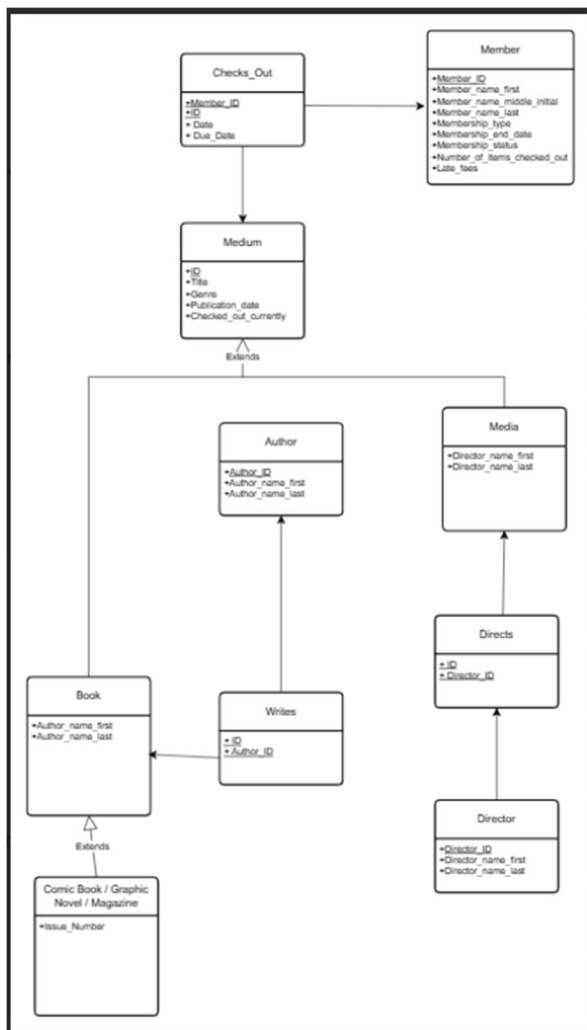 Checks_Out
+Member_ID
+ID
+ Date
+ Due_Date
Member
+Member_ID
+Member_name_first
+Member_name_middle_initial
+Member_name_last
+Membership_type
+Membership_end_date
+Membership_status
+Number_of_items_checked_out
+Late_fees
Medium
+ID
+Title
+Genre
+Publication_date
+Checked_out_currently
Extends
Author
+Author_ID
+Author_name_first
+Author_name_last
Media
+Director_name_first
+Director_name_last
Directs
+ ID
+ Director_ID
Book
+Author_name_first
+Author_name_last
Writes
+ ID
+ Author_ID
Extends
Director
+Director_ID
+Director_name_first
+Director_name_last
Comic Book / Graphic
Novel / Magazine
+Issue_Number